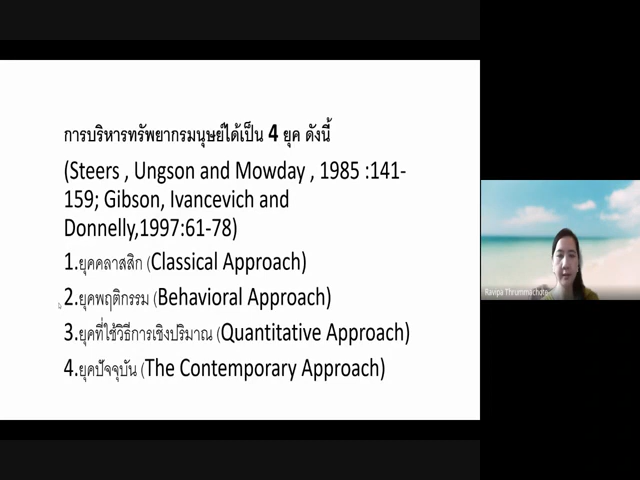 การบริหารทรัพยากรมนุษย์ได้เป็น 4 ยุค ดังนี้
(Steers , Ungson and Mowday , 1985 :141-
159; Gibson, Ivancevich and
Donnelly,1997:61-78)
1.ยุคคลาสสิก (Classical Approach)
2.ยุคพฤติกรรม (Behavioral Approach)
3.ยุคที่ใช้วิธีการเชิงปริมาณ (Quantitative Approach)
4.ยุคปัจจุบัน (The Contemporary Approach)
Ravipa Thrummachote